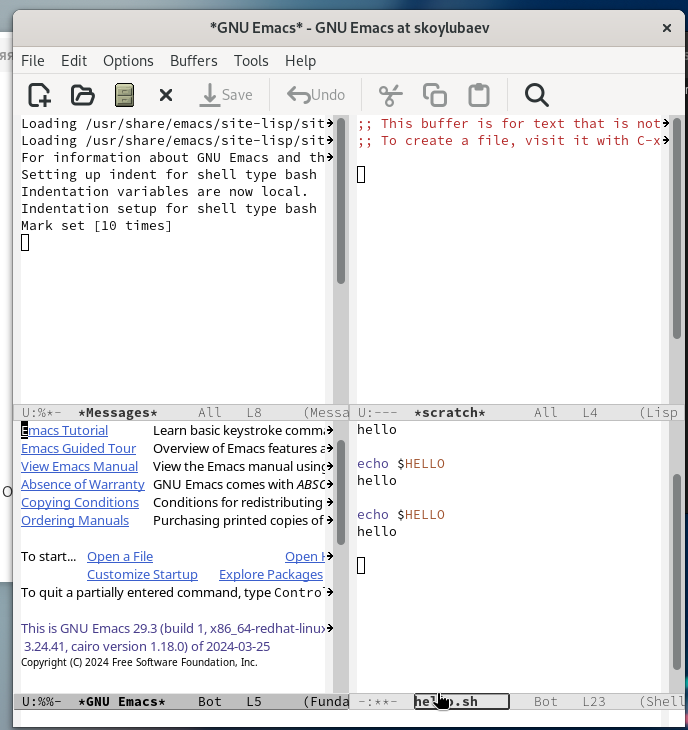 *GNU Emacs* - GNU Emacs at skoylubaev
File Edit Options Buffers Tools Help
Save Undo
Loading /usr/share/emacs/site-lisp/sit
Loading /usr/share/emacs/site-lisp/sit
For information about GNU Emacs and th
Setting up indent for shell type bash
Indentation variables are now local.
Indentation setup for shell type bash
Mark set [10 times]
U:%*- *Messages* All L8 (Messa
;; This buffer is for text that is not
;; To create a file, visit it with C-x
U:--- *scratch* All L4 (Lisp
Emacs Tutorial Learn basic keystroke comma
Emacs Guided Tour Overview of Emacs features a
View Emacs Manual View the Emacs manual using
Absence of Warranty GNU Emacs comes with ABSO
Copying Conditions Conditions for redistributing
Ordering Manuals Purchasing printed copies of
To start... Open a File Open H
Customize Startup Explore Packages
To quit a partially entered command, type Contro
This is GNU Emacs 29.3 (build 1, x86_64-redhat-linux
3.24.41, cairo version 1.18.0) of 2024-03-25
Copyright (C) 2024 Free Software Foundation, Inc.
U:%%- *GNU Emacs* Bot L5 (Funda
hello
echo $HELLO
hello
echo $HELLO
hello
-:**- Bot L23 (Shell